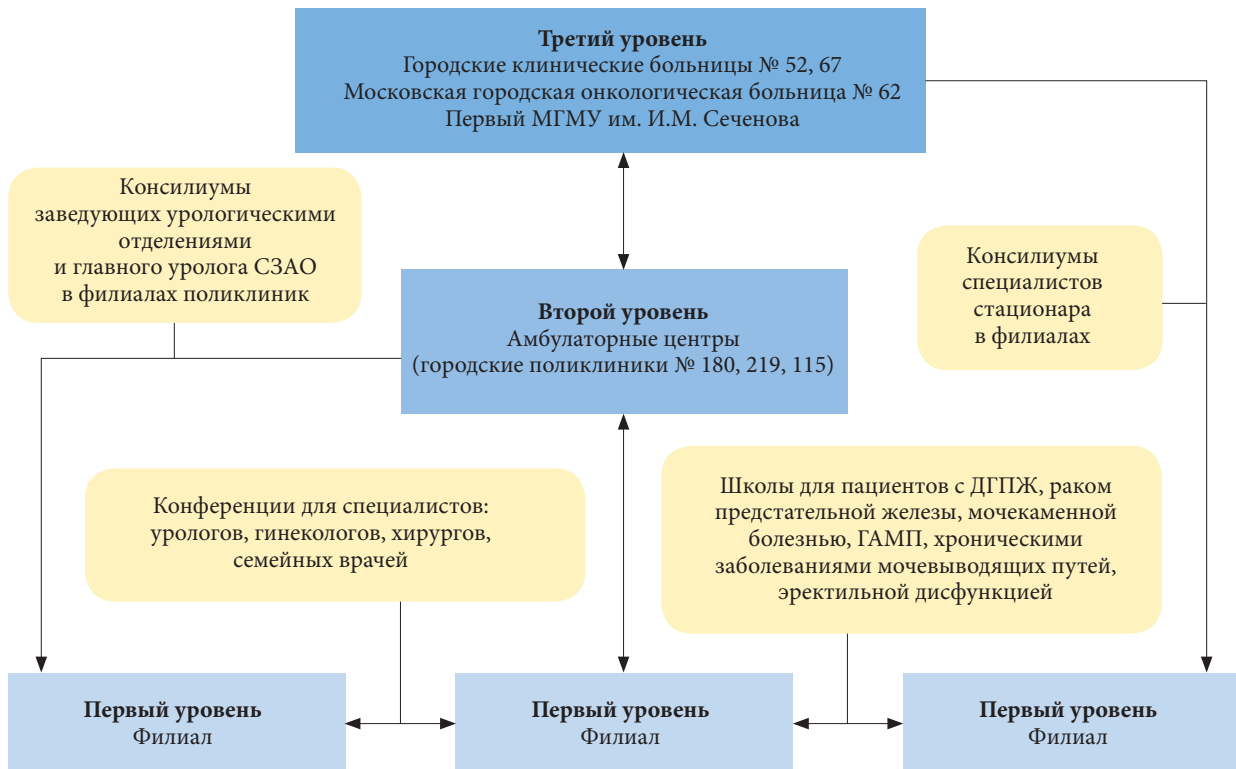 Третий уровень
Городские клинические больницы № 52, 67
Московская городская онкологическая больница № 62
Первый МГМУ им. И.М. Сеченова
Консилиумы
заведующих урологическими
отделениями
и главного уролога СЗАО
в филиалах поликлиник
Консилиумы
специалистов
стационара
в филиалах
Второй уровень
Амбулаторные центры
(городские поликлиники № 180, 219, 115)
Конференции для специалистов:
урологов, гинекологов, хирургов,
семейных врачей
Школы для пациентов с ДГПЖ, раком
предстательной железы, мочекаменной
болезнью, ГАМП, хроническими
заболеваниями мочевыводящих путей,
эректильной дисфункцией
Первый уровень
Филиал
Первый уровень
Филиал
Первый уровень
Филиал